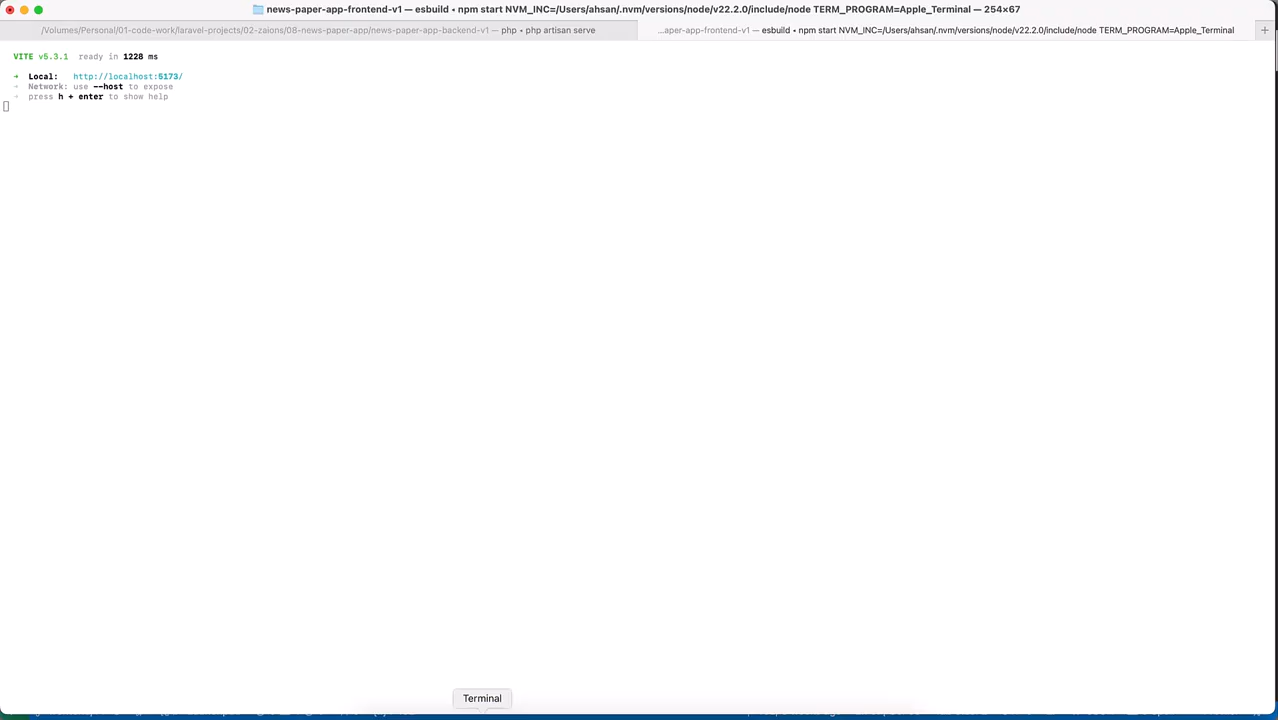 news-paper-app-frontend-v1 — esbuild • npm start NVM_INC=/Users/ahsan/.nvm/versions/node/v22.2.0/include/node TERM_PROGRAM=Apple_Terminal — 254×67
/Volumes/Personal/01-code-work/laravel-projects/02-zaions/08-news-paper-app/news-paper-app-backend-v1 — php • php artisan serve
...aper-app-frontend-v1 — esbuild • npm start NVM_INC=/Users/ahsan/.nvm/versions/node/v22.2.0/include/node TERM_PROGRAM=Apple_Terminal
VITE v5.3.1 ready in 1228 ms
➜ Local: http://localhost:5173/
➜ Network: use --host to expose
➜ press h + enter to show help
Terminal